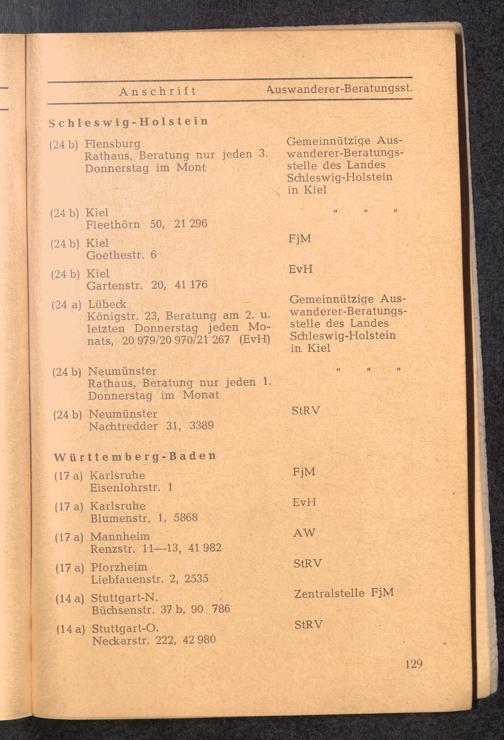 Anschrift Auswanderer-Beratungsst.
Schleswig-Holstein
(24 b) Flensburg Gemeinnützige Aus-
Rathaus, Beratung nur jeden 3. wanderer-Beratungs-
Donnerstag im Mont stelle des Landes
Schleswig-Holstein
in Kiel
(24 b) Kiel " " "
Fleethörn 50, 21 296
(24 b) Kiel FjM
Goethestr. 6
(24 b) Kiel EvH
Gartenstr. 20, 41 176
(24 a) Lübeck Gemeinnützige Aus-
Königstr. 23, Beratung am 2. u. wanderer-Beratungs-
letzten Donnerstag jeden Mo- stelle des Landes
nats, 20 979/20 970/21 267 (EvH) Schleswig-Holstein
in Kiel
(24 b) Neumünster " " "
Rathaus, Beratung nur jeden 1.
Donnerstag im Monat
(24 b) Neumünster StRV
Nachtredder 31, 3389
Württemberg-Baden
(17 a) Karlsruhe FjM
Eisenlohrstr. 1
(17 a) Karlsruhe EvH
Blumenstr. 1, 5868
(17 a) Mannheim AW
Renzstr. 11—13, 41 982
(17 a) Pforzheim StRV
Liebfauenstr. 2, 2535
(14 a) Stuttgart-N. Zentralstelle FjM
Büchsenstr. 37 b, 90 786
(14 a) Stuttgart-O. StRV
Neckarstr. 222, 42 980
129